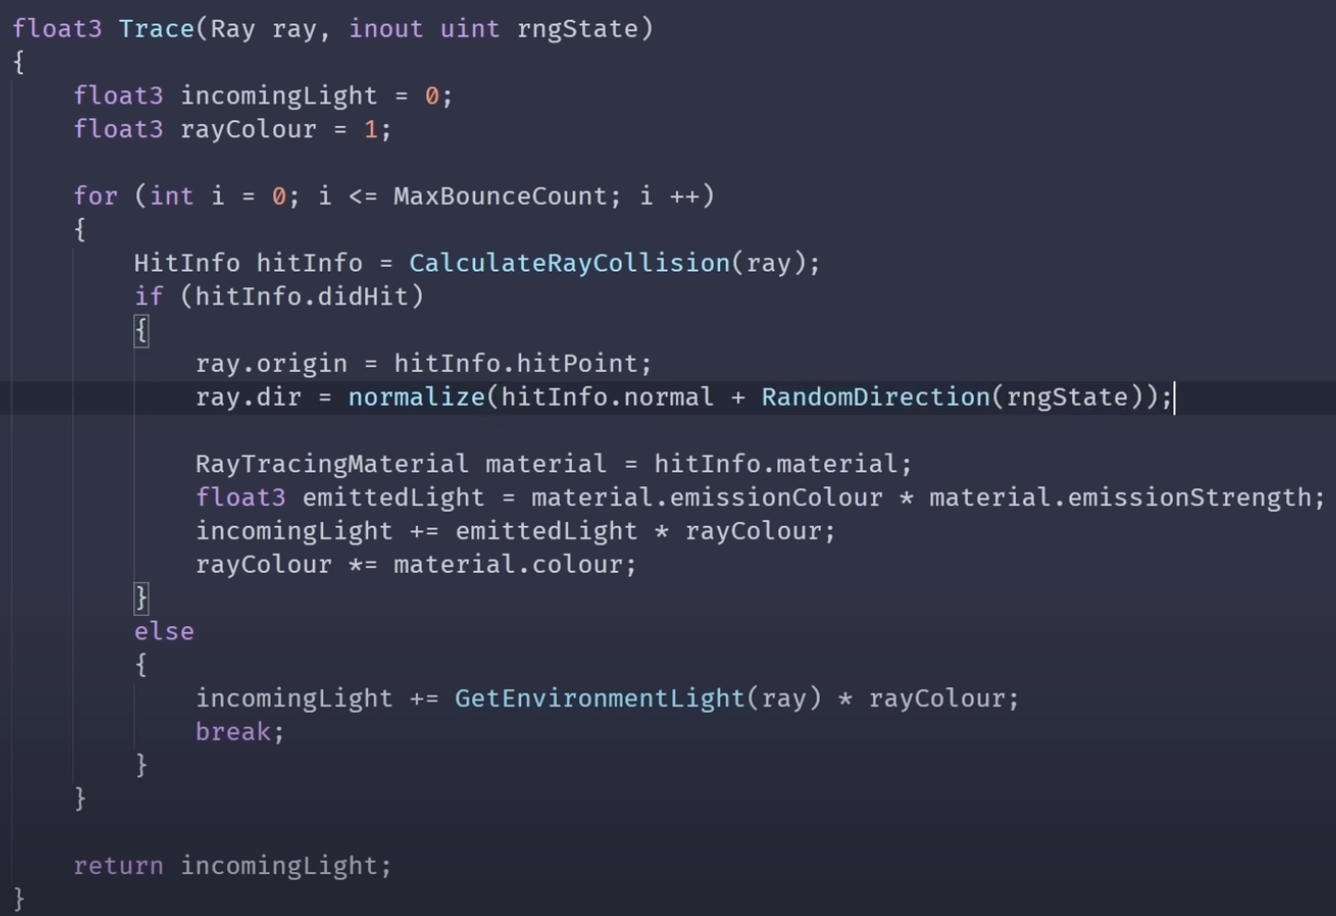 float3 Trace(Ray ray, inout uint rngState)
{
    float3 incomingLight = 0;
    float3 rayColour = 1;

    for (int i = 0; i <= MaxBounceCount; i ++)
    {
        HitInfo hitInfo = CalculateRayCollision(ray);
        if (hitInfo.didHit)
        {
            ray.origin = hitInfo.hitPoint;
            ray.dir = normalize(hitInfo.normal + RandomDirection(rngState));

            RayTracingMaterial material = hitInfo.material;
            float3 emittedLight = material.emissionColour * material.emissionStrength;
            incomingLight += emittedLight * rayColour;
            rayColour *= material.colour;
        }
        else
        {
            incomingLight += GetEnvironmentLight(ray) * rayColour;
            break;
        }
    }

    return incomingLight;
}